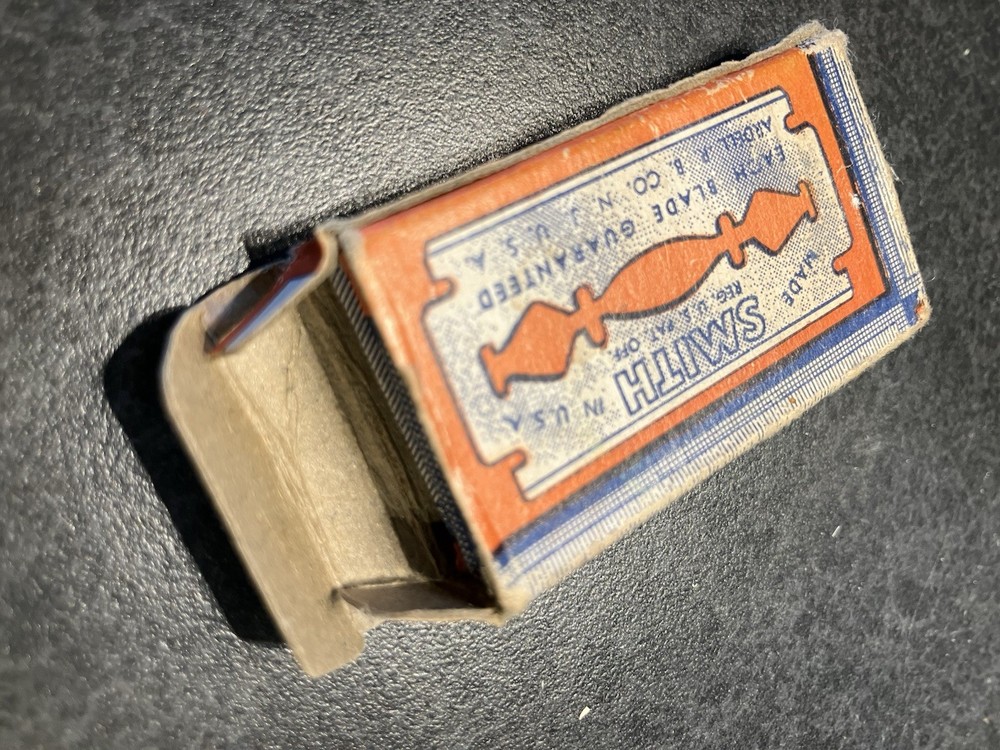 SMITH
MADE REG. U.S. PAT. OFF. IN U.S.A.
EACH BLADE GUARANTEED
ARDELL R. B. CO. N. J. U. S. A.